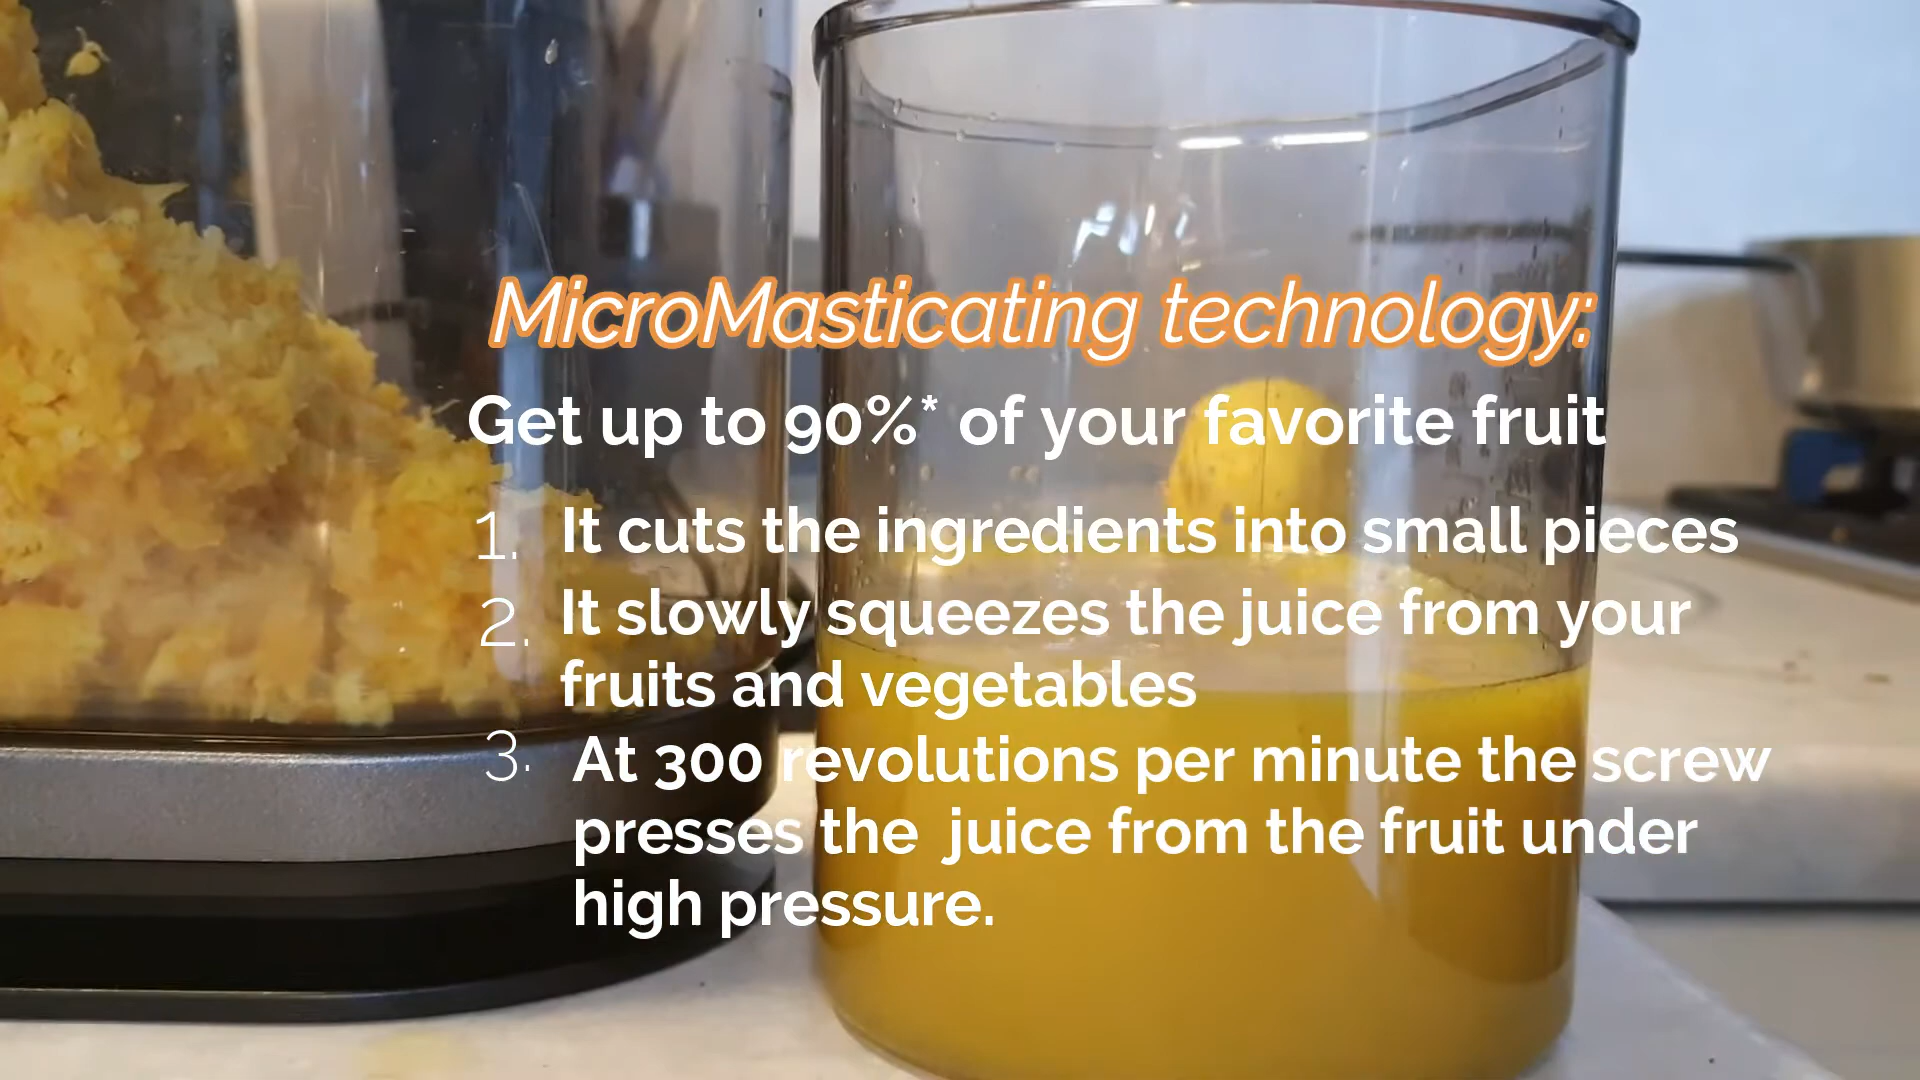 MicroMasticating technology:
Get up to 90%* of your favorite fruit
1. It cuts the ingredients into small pieces
2. It slowly squeezes the juice from your
fruits and vegetables
3. At 300 revolutions per minute the screw
presses the juice from the fruit under
high pressure.